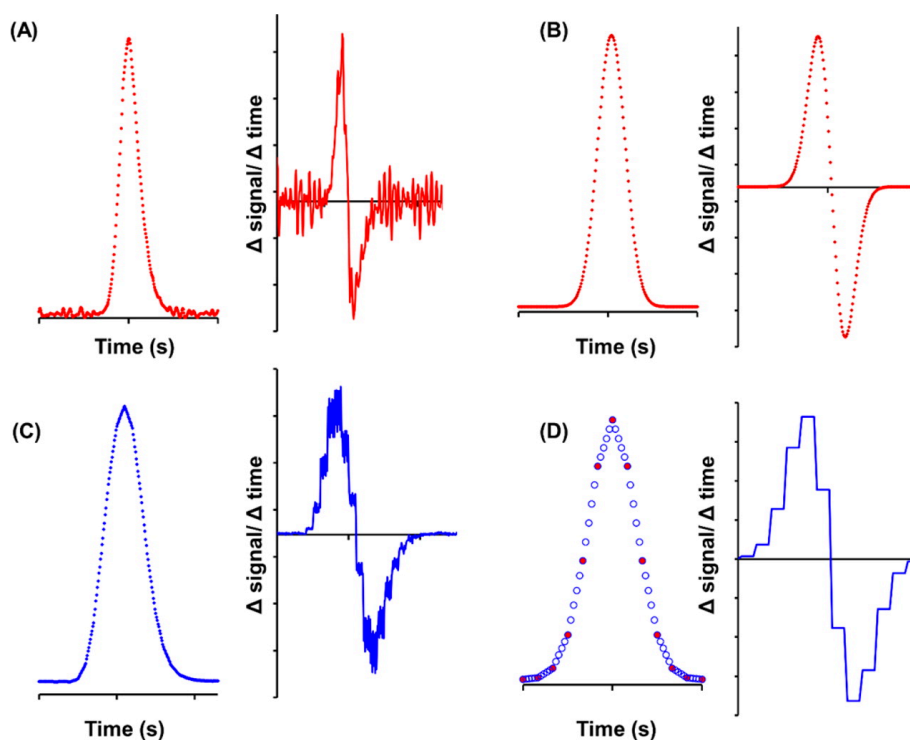 (A)
Δ signal/ Δ time
Time (s)
(B)
Δ signal/ Δ time
Time (s)
(C)
Δ signal/ Δ time
Time (s)
(D)
Δ signal/ Δ time
Time (s)